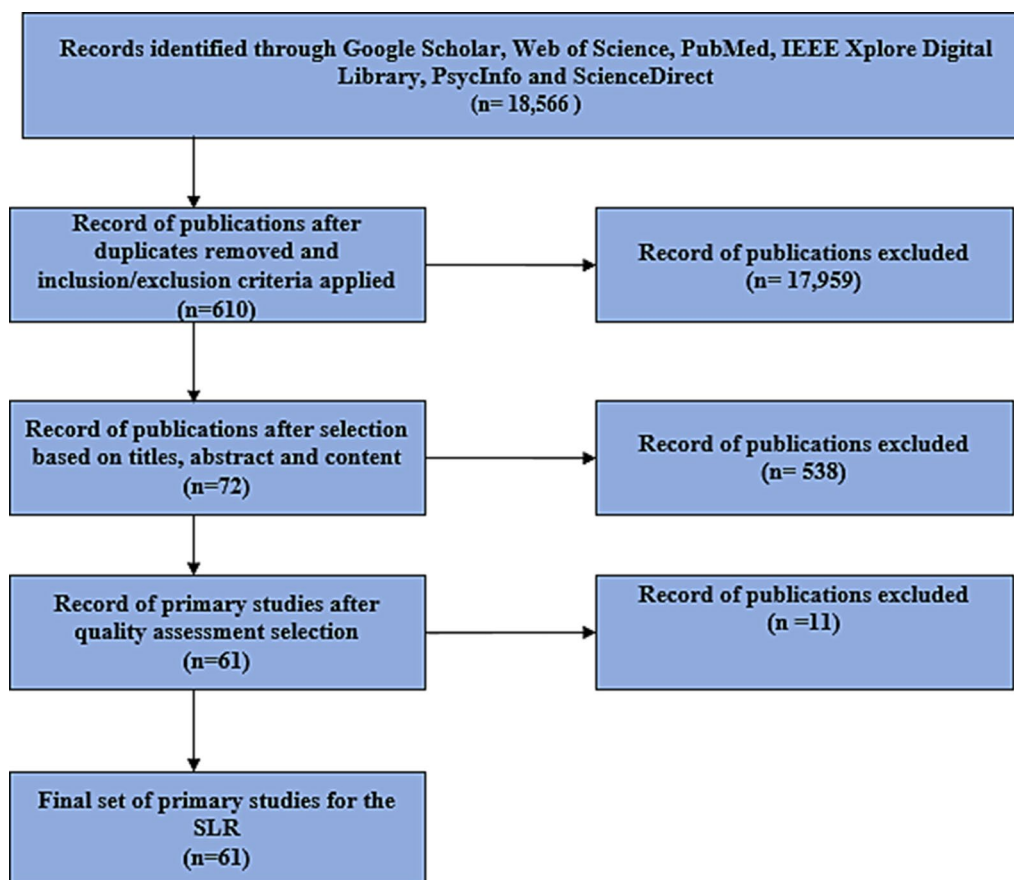 Records identified through Google Scholar, Web of Science, PubMed, IEEE Xplore Digital
Library, PsycInfo and ScienceDirect
(n= 18,566 )
Record of publications after
duplicates removed and
inclusion/exclusion criteria applied
(n=610)
Record of publications excluded
(n= 17,959)
Record of publications after selection
based on titles, abstract and content
(n=72)
Record of publications excluded
(n= 538)
Record of primary studies after
quality assessment selection
(n=61)
Record of publications excluded
(n =11)
Final set of primary studies for the
SLR
(n=61)